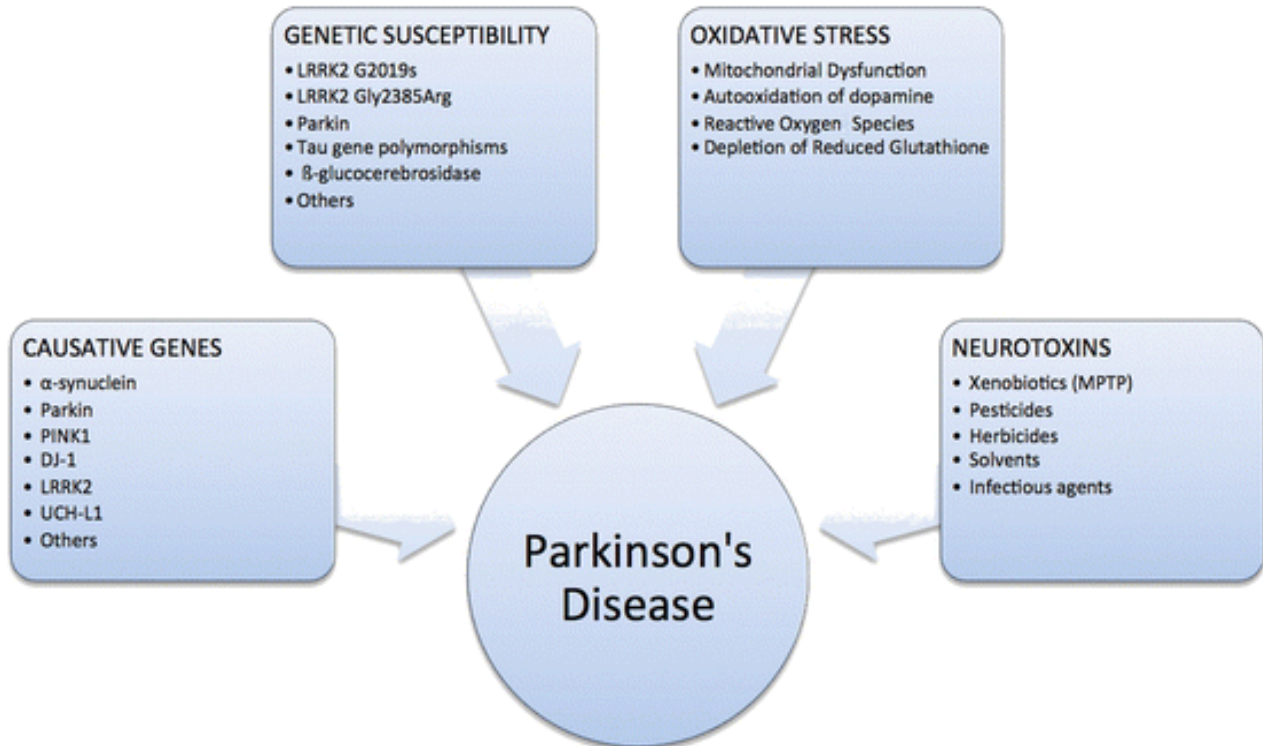 GENETIC SUSCEPTIBILITY
• LRRK2 G2019s
• LRRK2 Gly2385Arg
• Parkin
• Tau gene polymorphisms
• ß-glucocerebrosidase
• Others
OXIDATIVE STRESS
• Mitochondrial Dysfunction
• Autooxidation of dopamine
• Reactive Oxygen Species
• Depletion of Reduced Glutathione
CAUSATIVE GENES
• α-synuclein
• Parkin
• PINK1
• DJ-1
• LRRK2
• UCH-L1
• Others
NEUROTOXINS
• Xenobiotics (MPTP)
• Pesticides
• Herbicides
• Solvents
• Infectious agents
Parkinson's
Disease